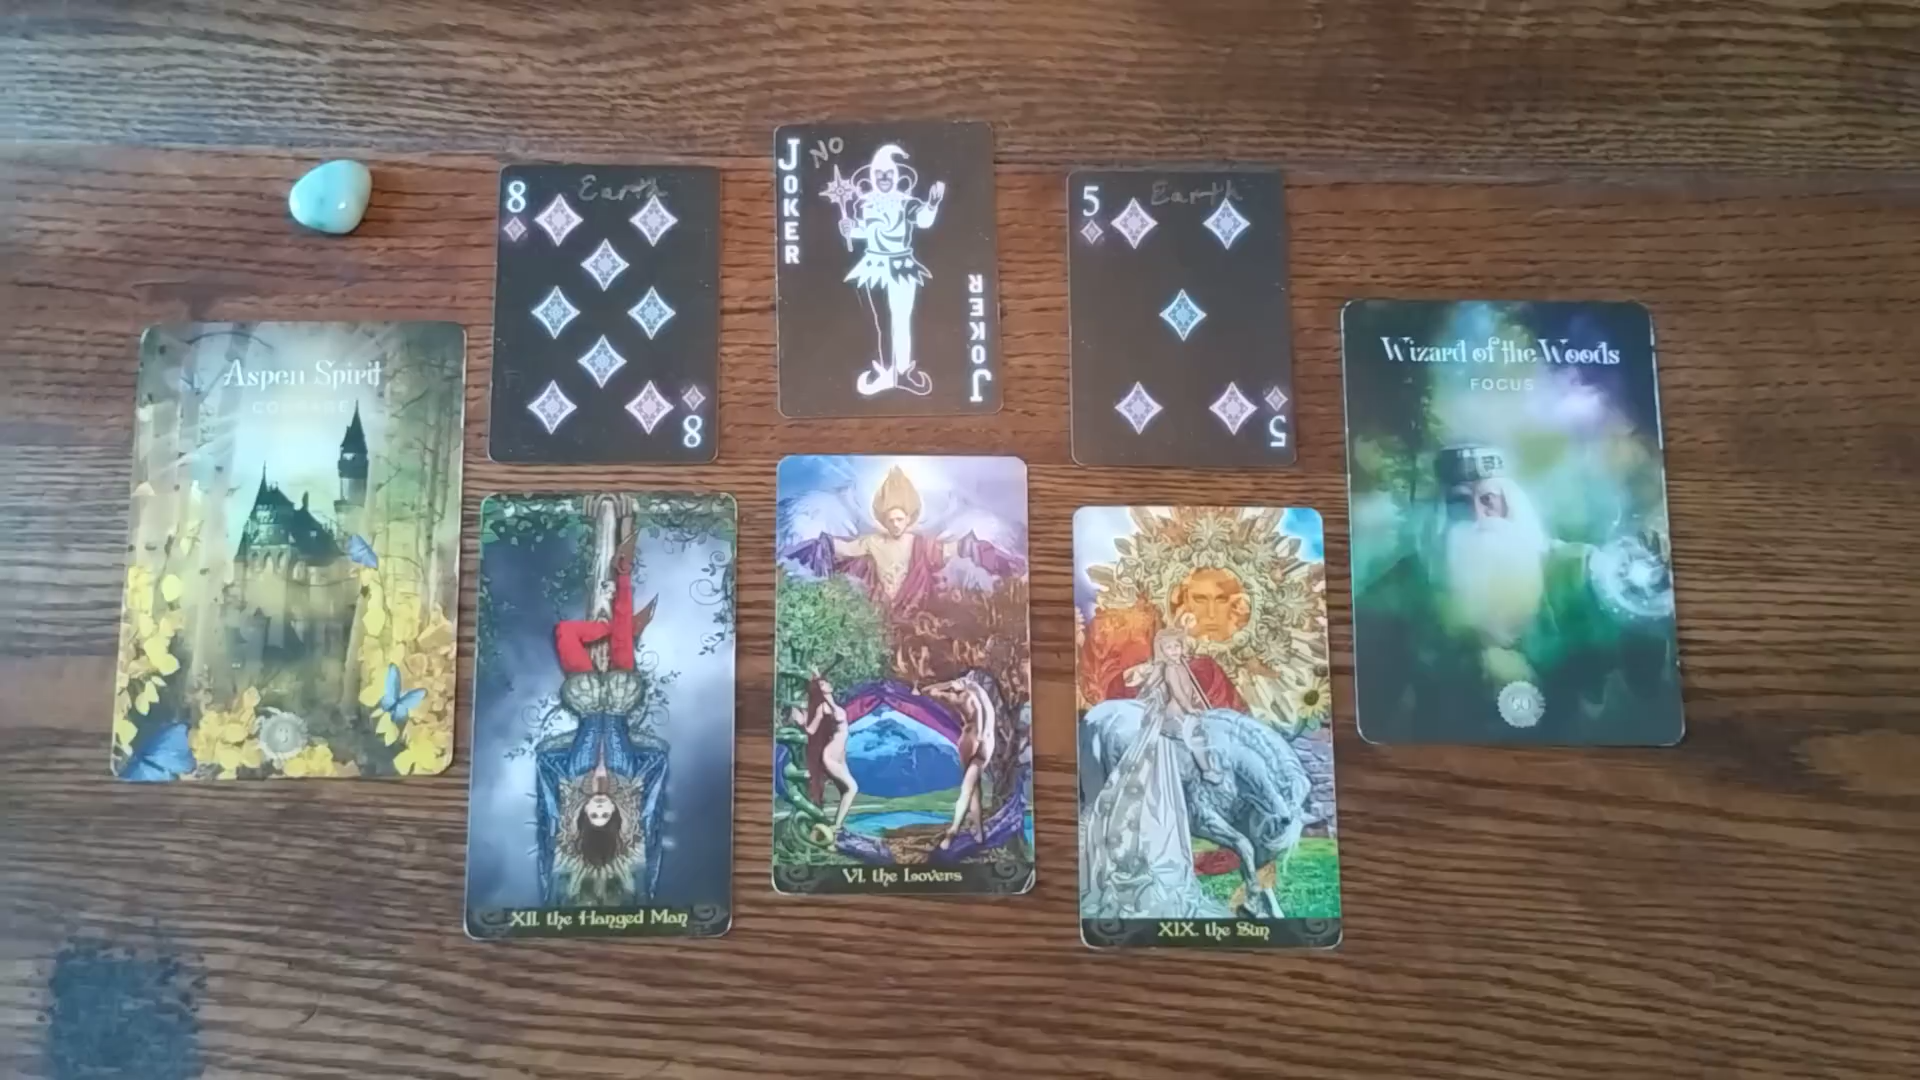 8
Earth
8
JOKER
NO
JOKER
5
Earth
5
Aspen Spirit
COURAGE
Wizard of the Woods
FOCUS
XII. the Hanged Man
VI. the Lovers
XIX. the Sun